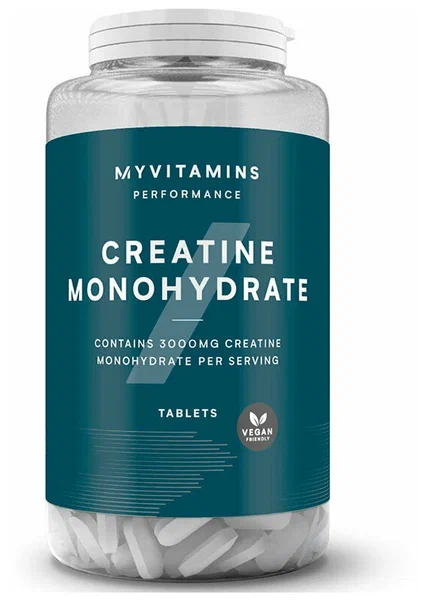 MYVITAMINS
PERFORMANCE
CREATINE
MONOHYDRATE
CONTAINS 3000MG CREATINE
MONOHYDRATE PER SERVING
TABLETS
VEGAN
FRIENDLY